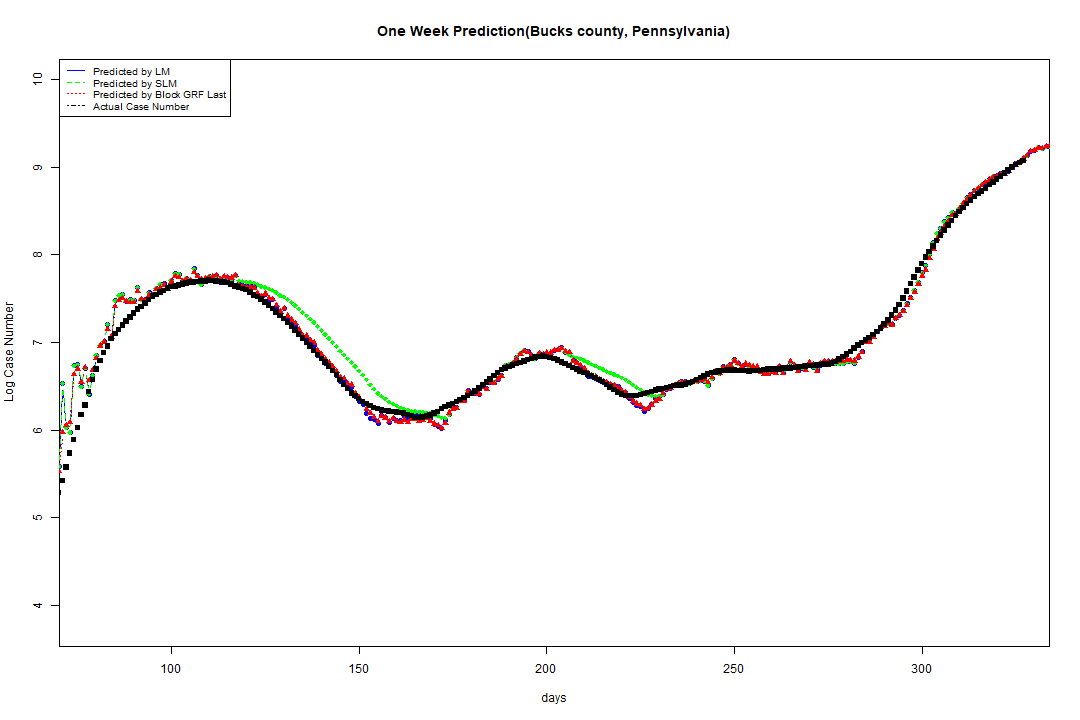 One Week Prediction(Bucks county, Pennsylvania)
Predicted by LM
Predicted by SLM
Predicted by Block GRF Last
Actual Case Number
Log Case Number
10
9
8
7
6
5
4
100 150 200 250 300
days